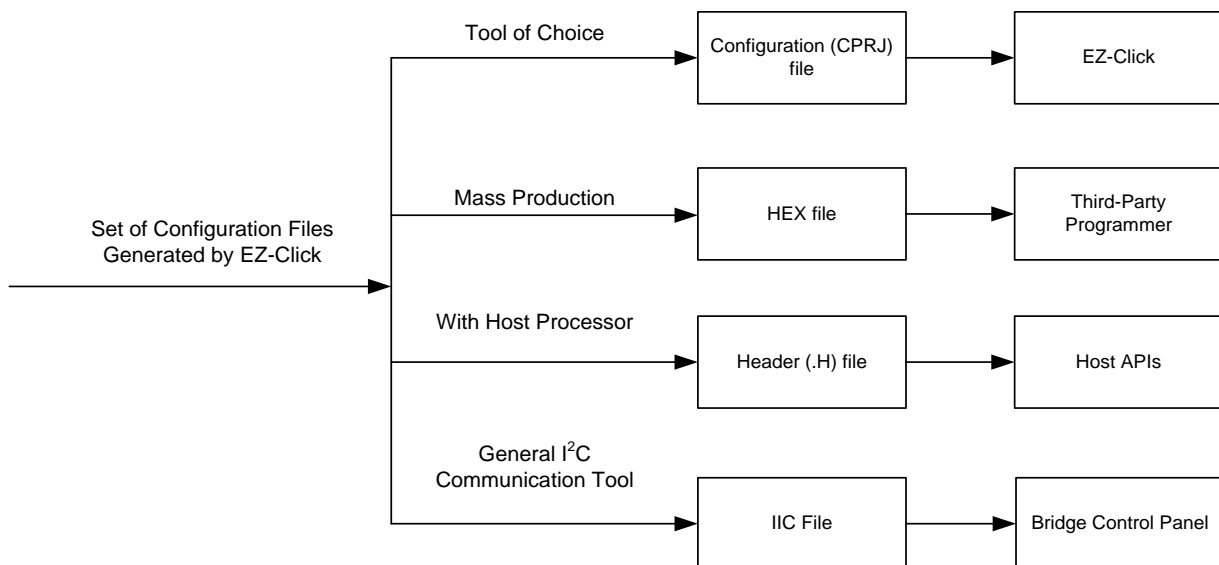 Tool of Choice
Configuration (CPRJ)
file
EZ-Click
Mass Production
HEX file
Third-Party
Programmer
Set of Configuration Files
Generated by EZ-Click
With Host Processor
Header (.H) file
Host APIs
General I²C
Communication Tool
IIC File
Bridge Control Panel